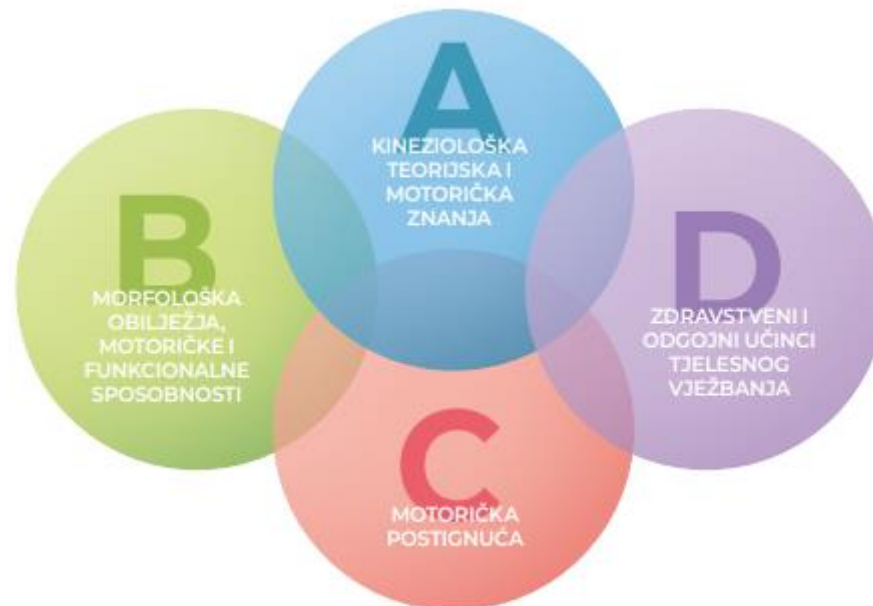 A
KINEZIOLOŠKA
TEORIJSKA I
MOTORIČKA
ZNANJA
B
MORFOLOŠKA
OBILJEŽJA,
MOTORIČKE I
FUNKCIONALNE
SPOSOBNOSTI
D
ZDRAVSTVENI I
ODGOJNI UČINCI
TJELESNOG
VJEŽBANJA
C
MOTORIČKA
POSTIGNUĆA